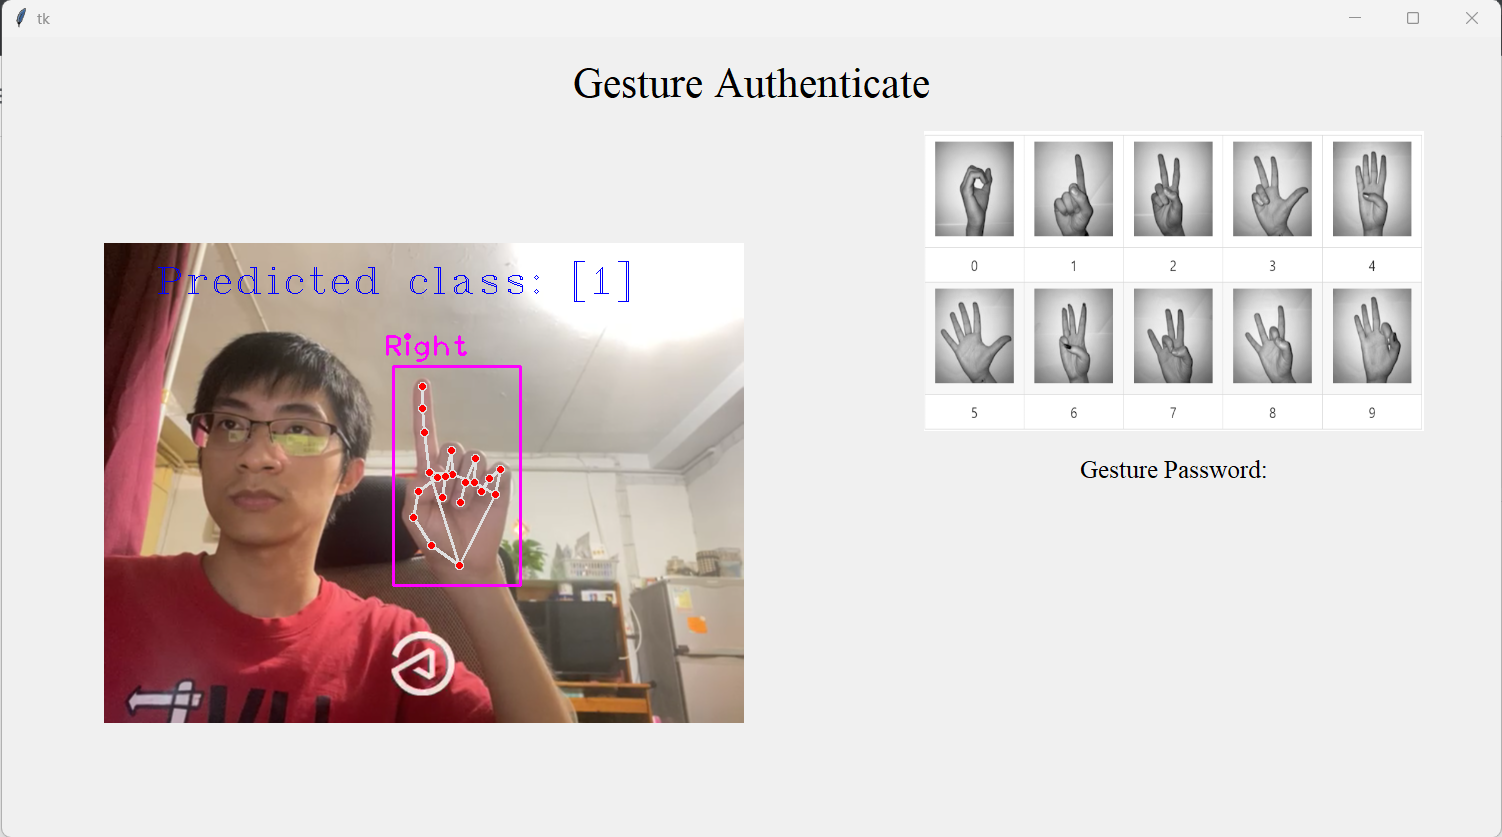 tk
Gesture Authenticate
Predicted class: [1]
Right
0 1 2 3 4
5 6 7 8 9
Gesture Password: